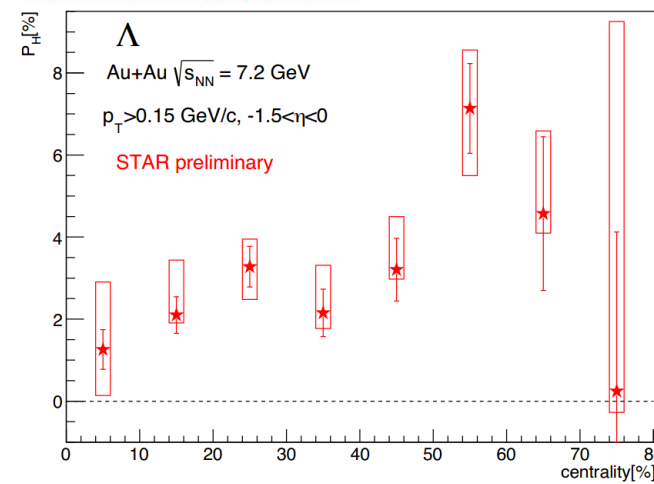 P_H[%]
Λ
Au+Au √s_NN = 7.2 GeV
p_T>0.15 GeV/c, -1.5<η<0
STAR preliminary
8
6
4
2
0
0 10 20 30 40 50 60 70 8
centrality[%]